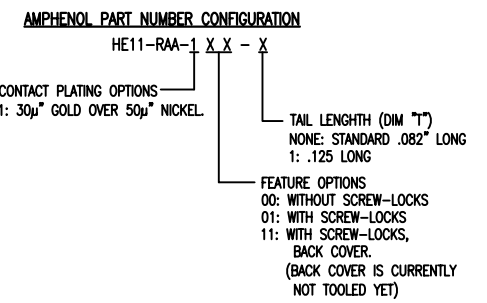 AMPHENOL PART NUMBER CONFIGURATION
HE11-RAA-1 X X - X
CONTACT PLATING OPTIONS
1: 30µ" GOLD OVER 50µ" NICKEL.
TAIL LENGHTH (DIM "T")
NONE: STANDARD .082" LONG
1: .125 LONG
FEATURE OPTIONS
00: WITHOUT SCREW-LOCKS
01: WITH SCREW-LOCKS
11: WITH SCREW-LOCKS,
BACK COVER.
(BACK COVER IS CURRENTLY
NOT TOOLED YET)